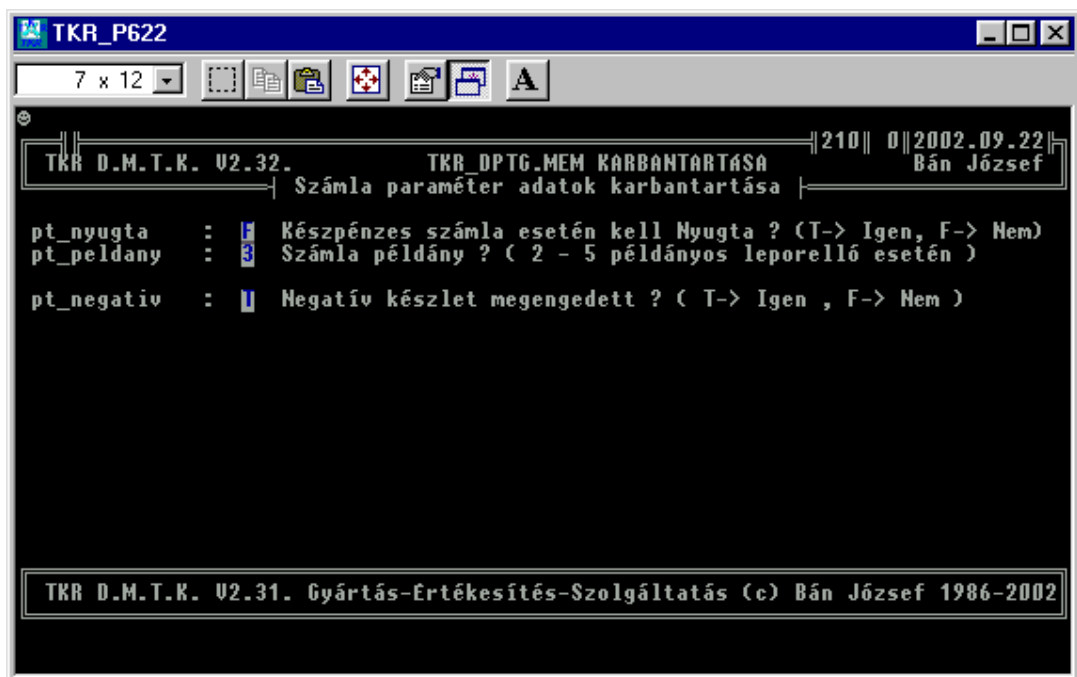 TKR_P622
7 x 12
A
210 0 2002.09.22
TKR D.M.T.K. V2.32. TKR_DPTG.MEM KARBANTARTáSA Bán József
Számla paraméter adatok karbantartása
pt_nyugta : F Készpénzes számla esetén kell Nyugta ? (T-> Igen, F-> Nem)
pt_peldany : 3 Számla példány ? ( 2 - 5 példányos leporelló esetén )
pt_negativ : T Negatív készlet megengedett ? ( T-> Igen , F-> Nem )
TKR D.M.T.K. V2.31. Gyártás-Értékesítés-Szolgáltatás (c) Bán József 1986-2002